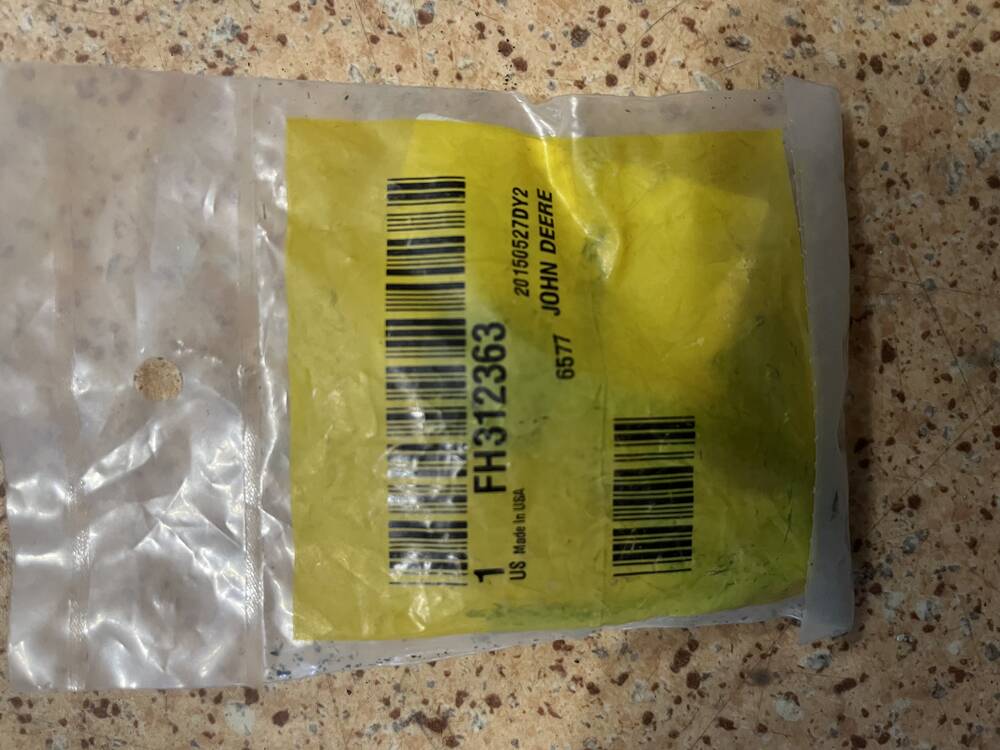 1 FH312363
US Made In USA
20150527DY2
6577 JOHN DEERE